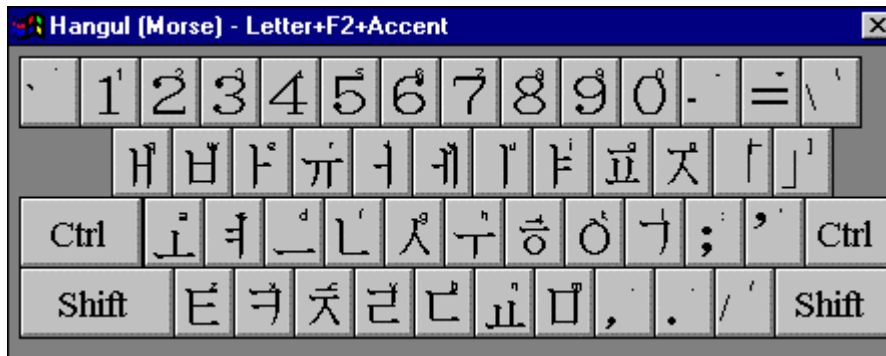 Hangul (Morse) - Letter+F2+Accent
` 1 2 3 4 5 6 7 8 9 0 - = \
ㅐ ㅂ ㅏ ㅠ ㅓ ㅔ ㅣ ㅑ ㅍ ㅈ 「 」
Ctrl ㅗ ㅕ ㅡ ㄴ ㅅ ㅜ ㅎ ㅇ ㄱ ; ’ Ctrl
Shift ㅌ ㅋ ㅊ ㄹ ㄷ ㅛ ㅁ , . / Shift